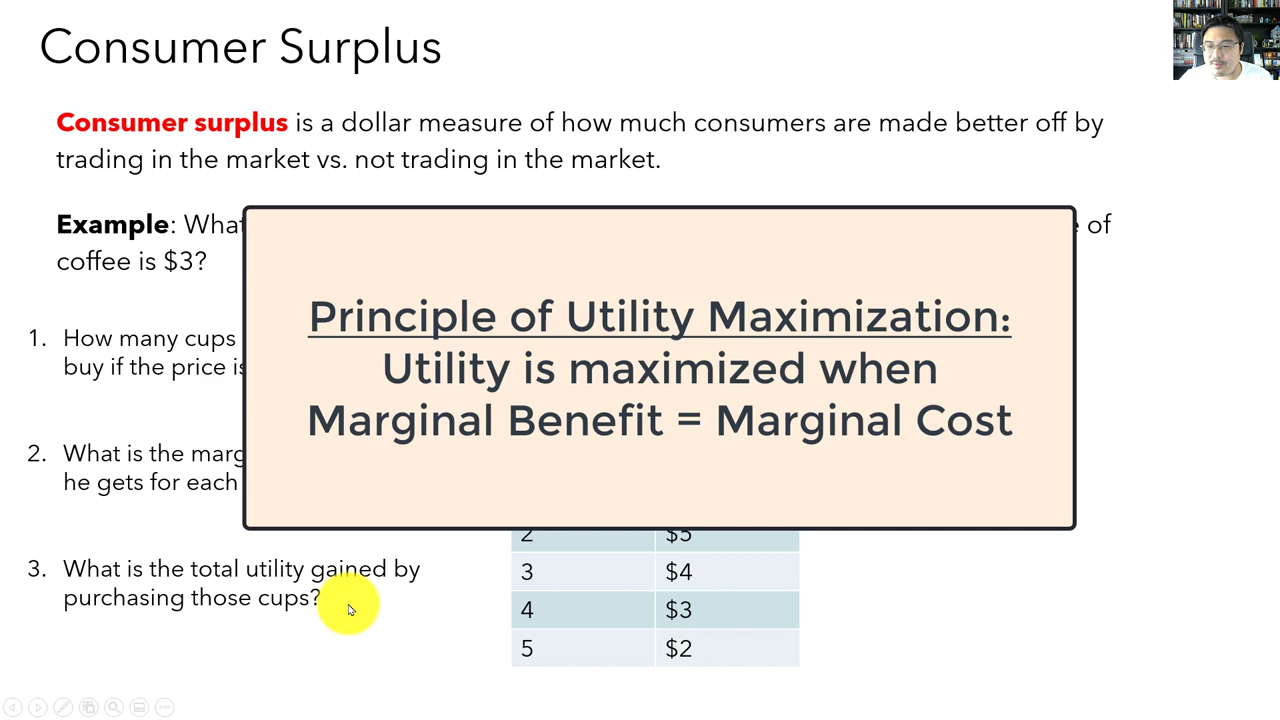 Consumer Surplus
Consumer surplus is a dollar measure of how much consumers are made better off by
trading in the market vs. not trading in the market.
Example: What of
coffee is $3?
Principle of Utility Maximization:
Utility is maximized when
Marginal Benefit = Marginal Cost
1. How many cups
buy if the price is
2. What is the marg
he gets for each
3. What is the total utility gained by
purchasing those cups?
2 $5
3 $4
4 $3
5 $2